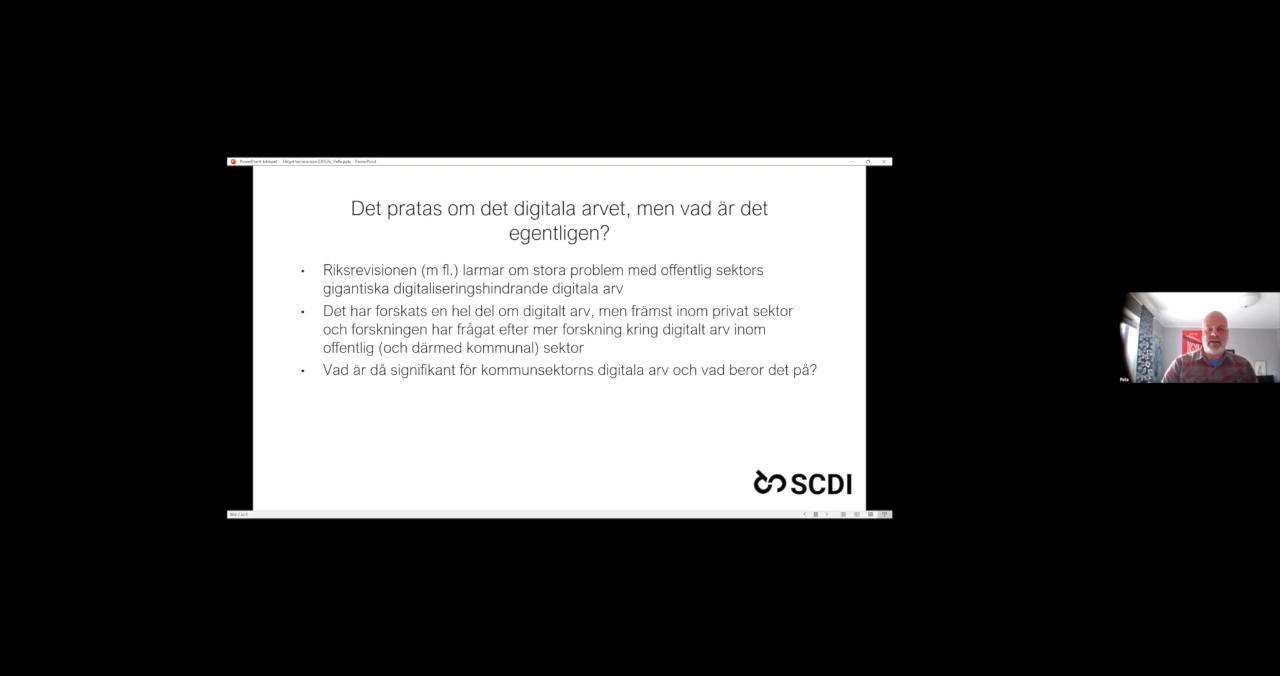 Det pratas om det digitala arvet, men vad är det
egentligen?
• Riksrevisionen (m fl.) larmar om stora problem med offentlig sektors
gigantiska digitaliseringshindrande digitala arv
• Det har forskats en hel del om digitalt arv, men främst inom privat sektor
och forskningen har frågat efter mer forskning kring digitalt arv inom
offentlig (och därmed kommunal) sektor
• Vad är då signifikant för kommunsektorns digitala arv och vad beror det på?
SCDI